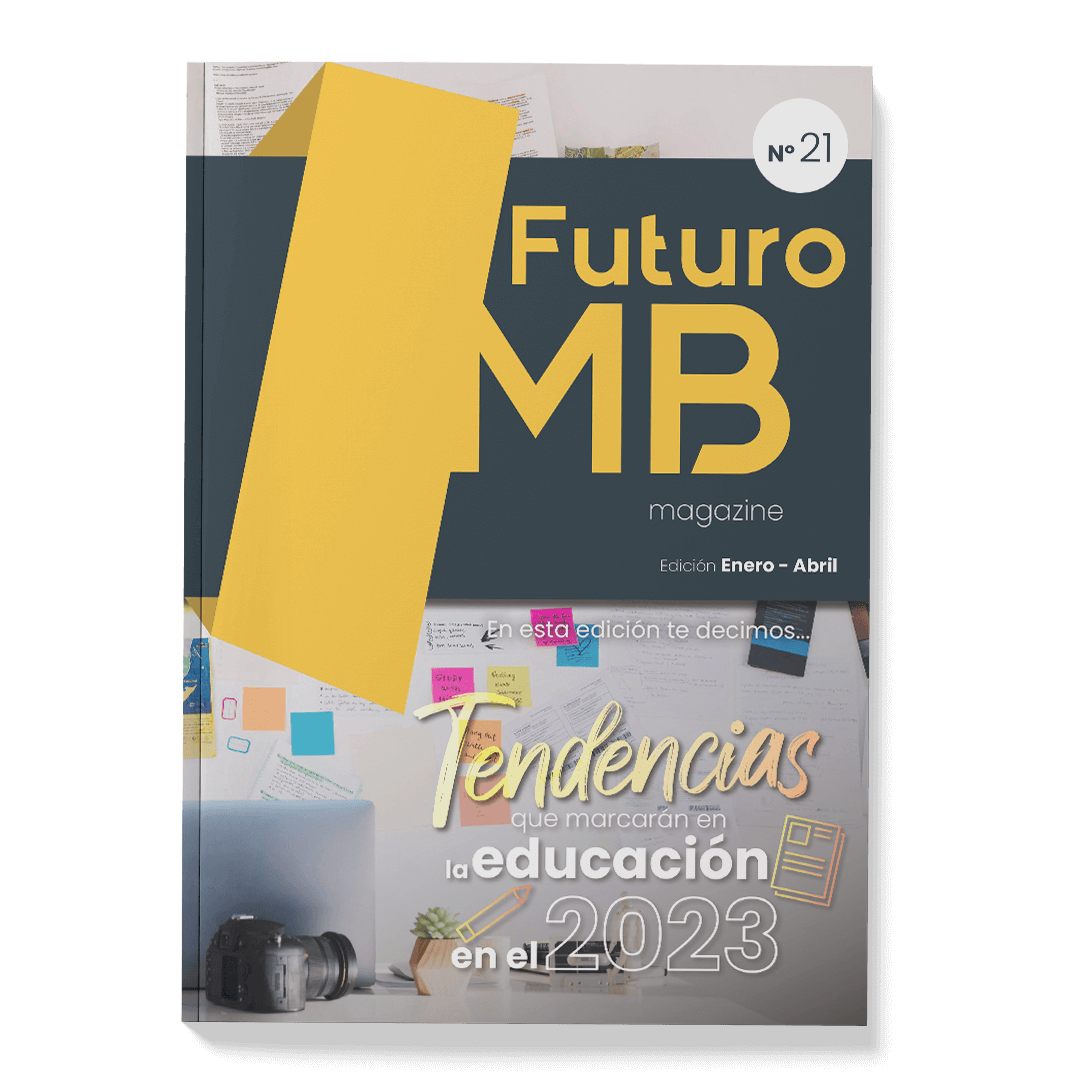 Nº 21
Futuro
MB
magazine
Edición Enero - Abril
En esta edición te decimos...
Tendencias
que marcarán en
la educación
en el 2023